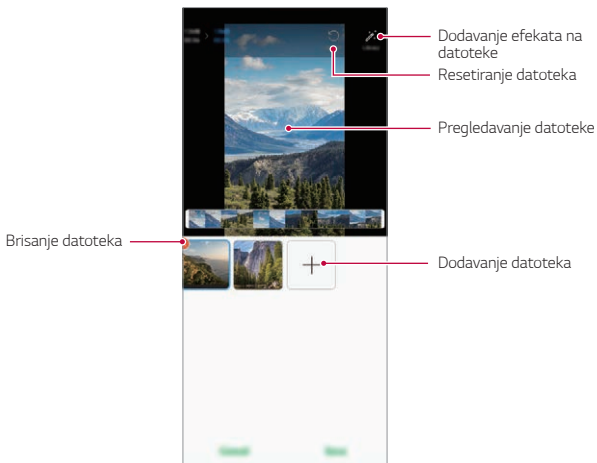 Dodavanje efekata na
datoteke
Resetiranje datoteka
Pregledavanje datoteke
Brisanje datoteka
Dodavanje datoteka